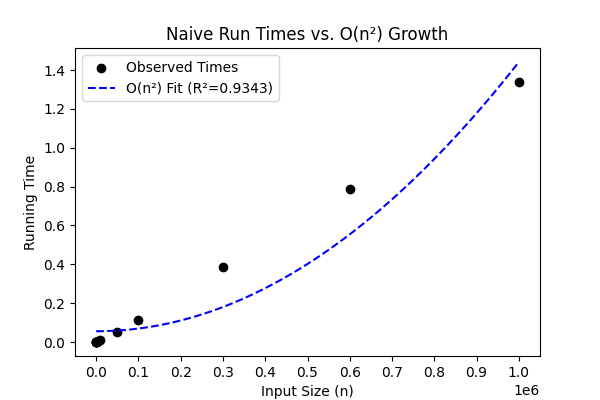 Naive Run Times vs. O(n²) Growth
Observed Times
O(n²) Fit (R²=0.9343)
Running Time
1.4
1.2
1.0
0.8
0.6
0.4
0.2
0.0
0.0 0.1 0.2 0.3 0.4 0.5 0.6 0.7 0.8 0.9 1.0
1e6
Input Size (n)